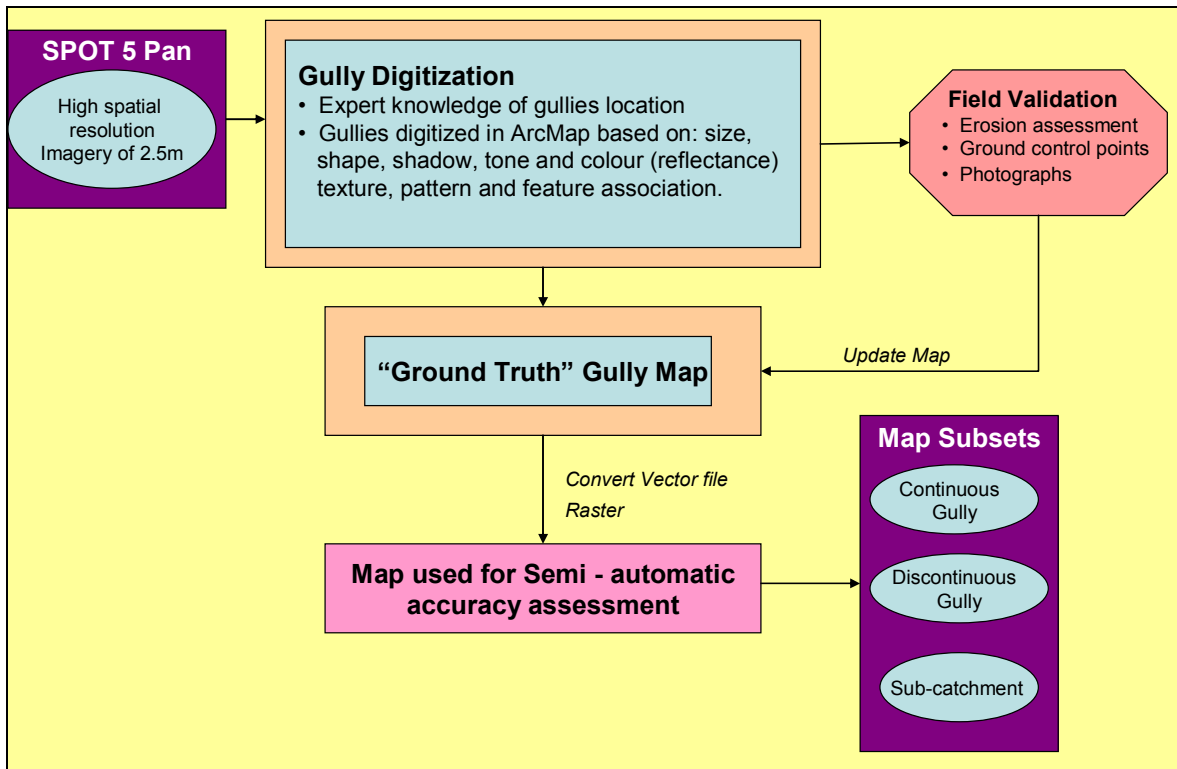 SPOT 5 Pan
High spatial
resolution
Imagery of 2.5m
Gully Digitization
• Expert knowledge of gullies location
• Gullies digitized in ArcMap based on: size,
shape, shadow, tone and colour (reflectance)
texture, pattern and feature association.
Field Validation
• Erosion assessment
• Ground control points
• Photographs
“Ground Truth” Gully Map
Update Map
Convert Vector file
Raster
Map used for Semi - automatic
accuracy assessment
Map Subsets
Continuous
Gully
Discontinuous
Gully
Sub-catchment